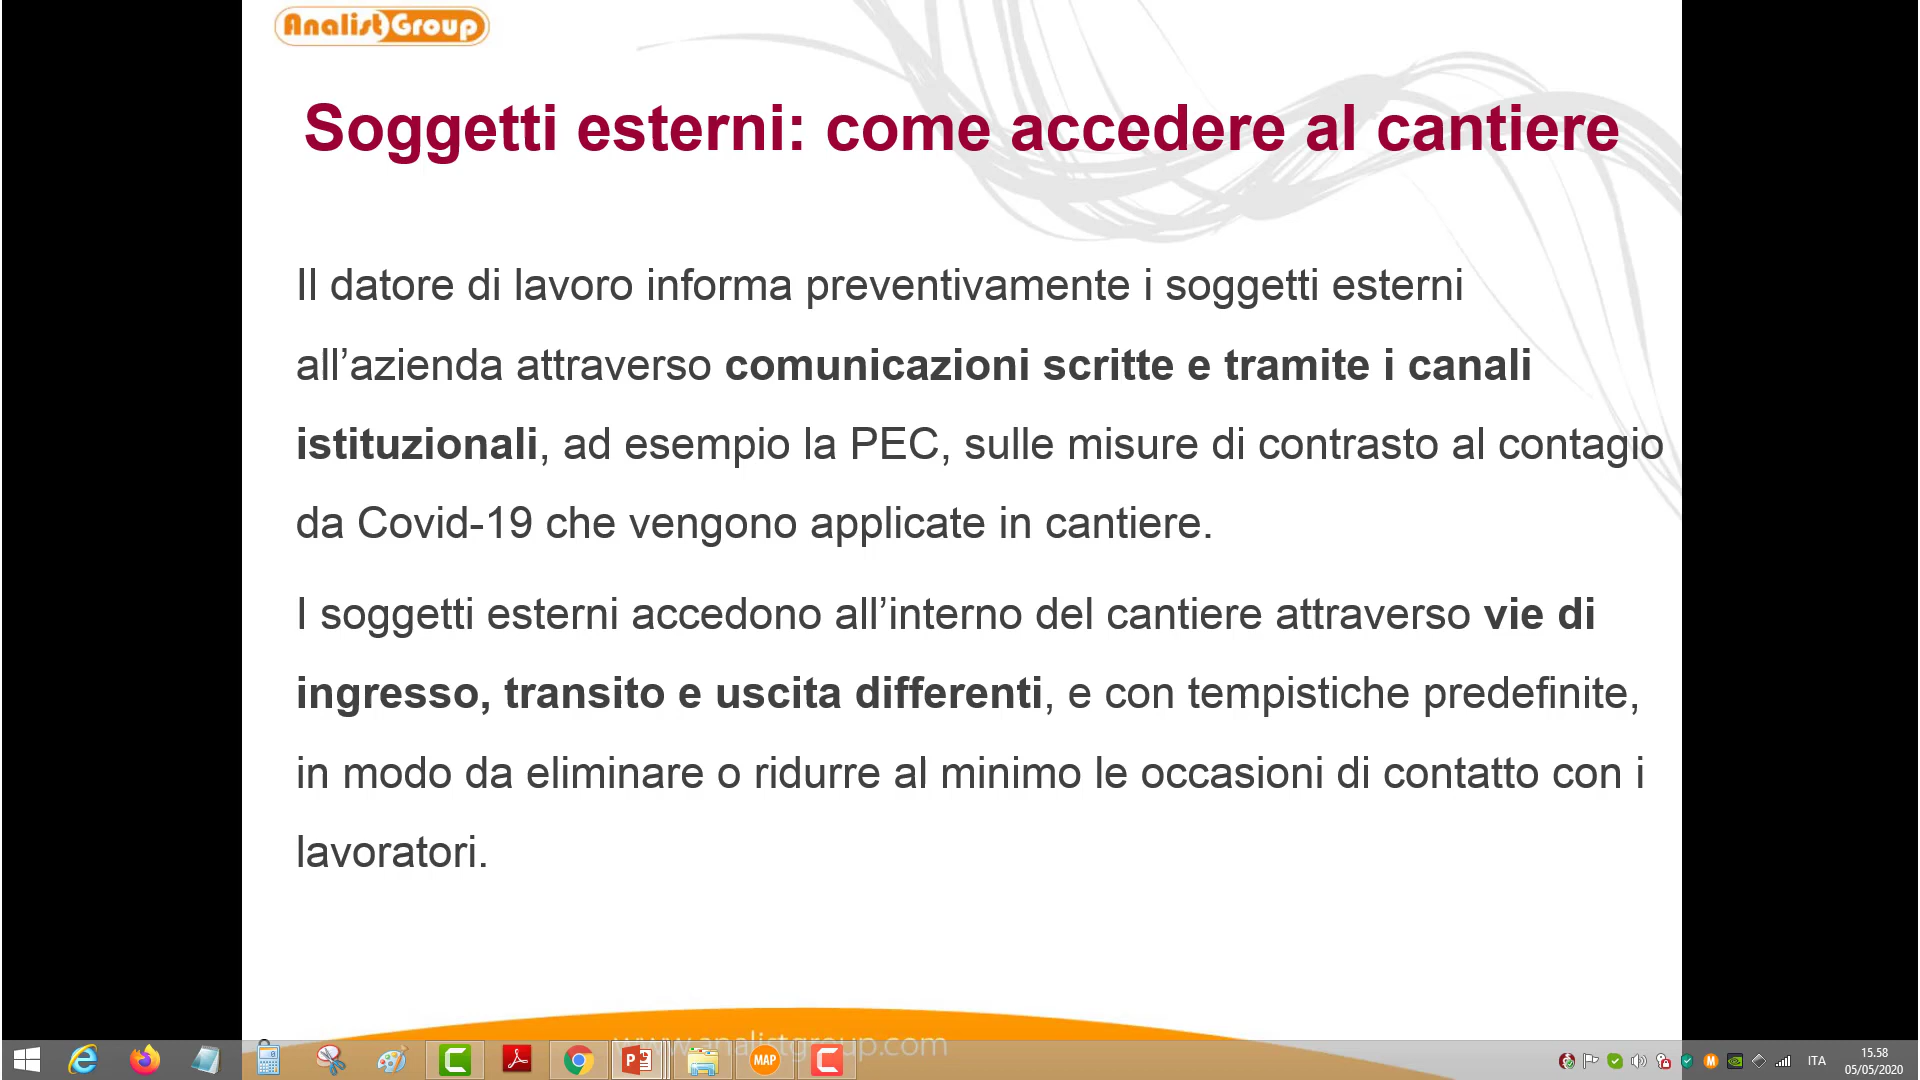 AnalistGroup
Soggetti esterni: come accedere al cantiere
Il datore di lavoro informa preventivamente i soggetti esterni
all’azienda attraverso comunicazioni scritte e tramite i canali
istituzionali, ad esempio la PEC, sulle misure di contrasto al contagio
da Covid-19 che vengono applicate in cantiere.
I soggetti esterni accedono all’interno del cantiere attraverso vie di
ingresso, transito e uscita differenti, e con tempistiche predefinite,
in modo da eliminare o ridurre al minimo le occasioni di contatto con i
lavoratori.
www.analistgroup.com
MAP
ITA
15.58
05/05/2020